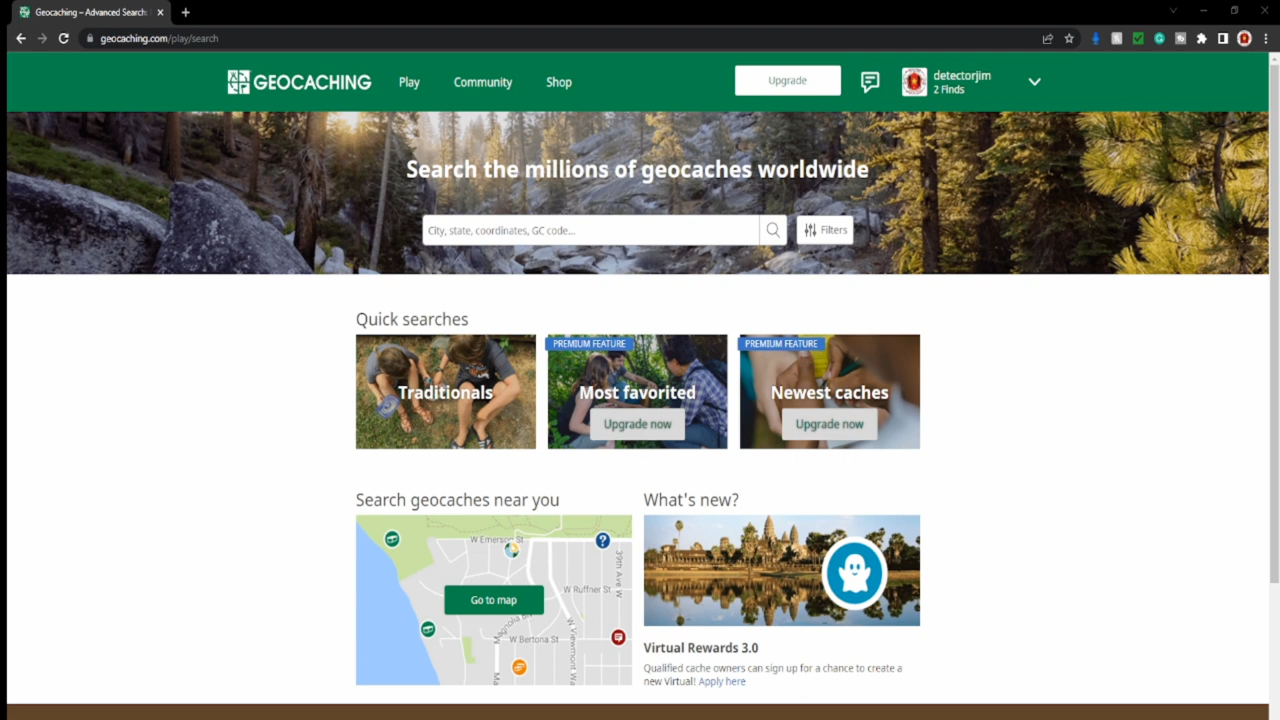 Geocaching – Advanced Search
geocaching.com/play/search
GEOCACHING
Play
Community
Shop
Upgrade
detectorjim
2 Finds
Search the millions of geocaches worldwide
City, state, coordinates, GC code...
Filters
Quick searches
Traditionals
PREMIUM FEATURE
Most favorited
Upgrade now
PREMIUM FEATURE
Newest caches
Upgrade now
Search geocaches near you
W Emerson St
39th Ave W
W Ruffner St
Go to map
Magnolia
W Viewmont Wa
W Bertona St
Ma
What's new?
Virtual Rewards 3.0
Qualified cache owners can sign up for a chance to create a
new Virtual! Apply here